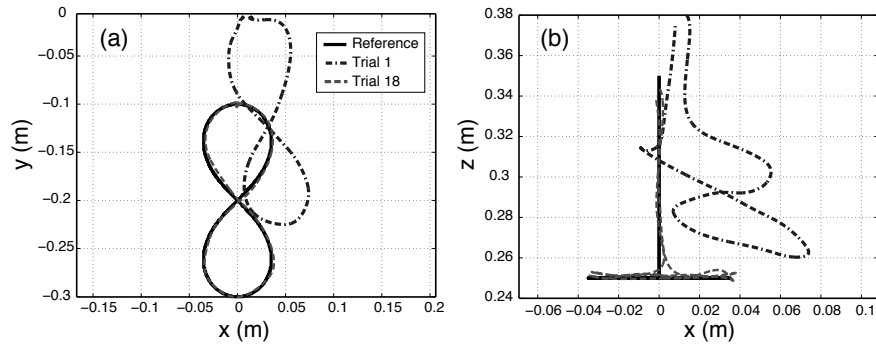 (a)
Reference
Trial 1
Trial 18
0
−0.05
−0.1
−0.15
−0.2
−0.25
−0.3
y (m)
−0.15 −0.1 −0.05 0 0.05 0.1 0.15 0.2
x (m)
(b)
0.38
0.36
0.32
0.3
0.28
0.26
0.24
z (m)
−0.06 −0.04 −0.02 0 0.02 0.04 0.06 0.08 0.1
x (m)